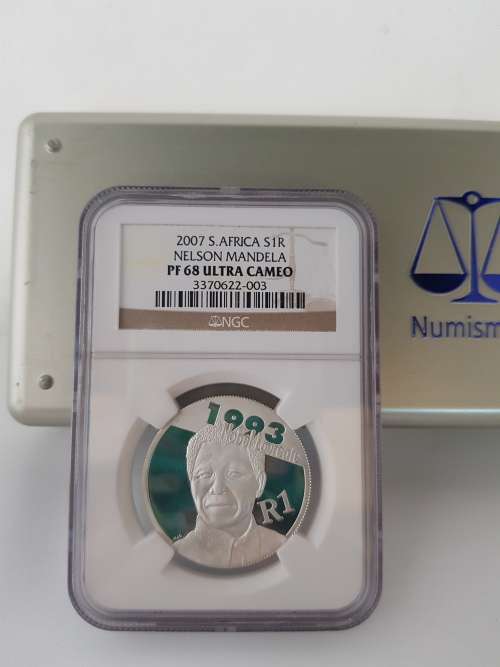 2007 S.AFRICA S1R
NELSON MANDELA
PF 68 ULTRA CAMEO
3370622-003
NGC
Numism
1993
R1